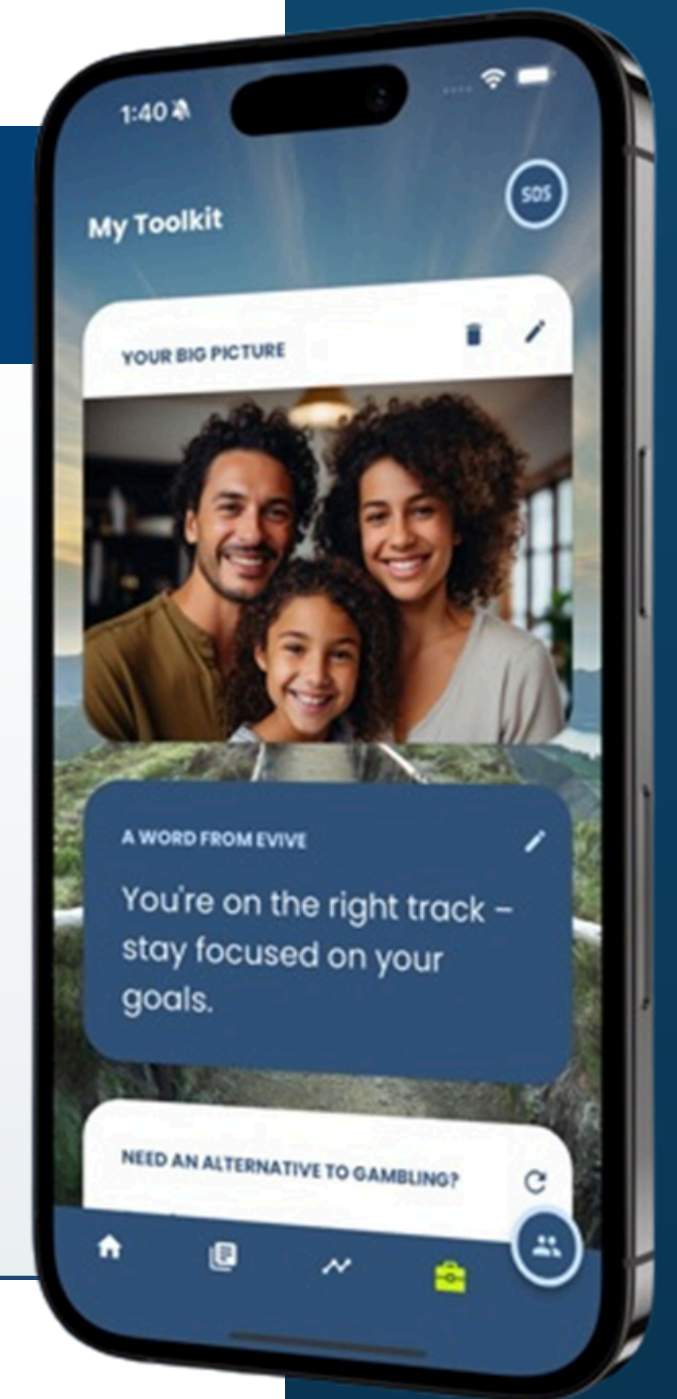 1:40
SOS
My Toolkit
YOUR BIG PICTURE
A WORD FROM EVIVE
You're on the right track –
stay focused on your
goals.
NEED AN ALTERNATIVE TO GAMBLING?